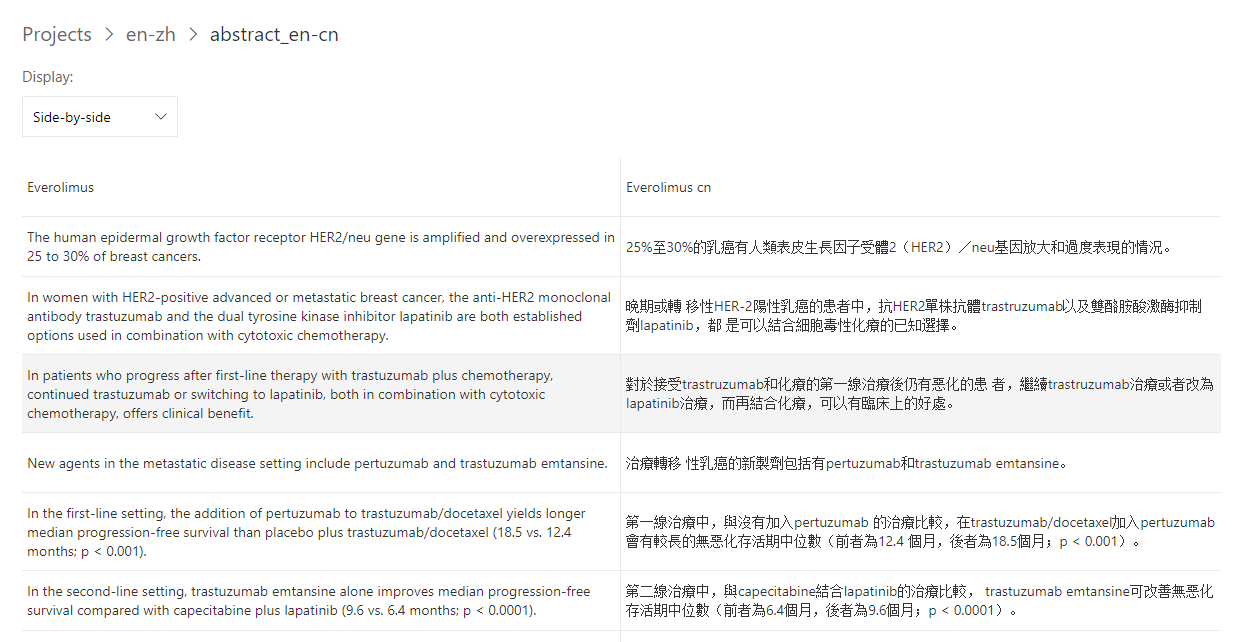 Projects > en-zh > abstract_en-cn
Display:
Side-by-side
Everolimus
Everolimus cn
The human epidermal growth factor receptor HER2/neu gene is amplified and overexpressed in
25 to 30% of breast cancers.
25%至30%的乳癌有人類表皮生長因子受體2（HER2）／neu基因放大和過度表現的情況。
In women with HER2-positive advanced or metastatic breast cancer, the anti-HER2 monoclonal
antibody trastuzumab and the dual tyrosine kinase inhibitor lapatinib are both established
options used in combination with cytotoxic chemotherapy.
晚期或轉 移性HER-2陽性乳癌的患者中，抗HER2單株抗體trastruzumab以及雙酪胺酸激酶抑制
劑lapatinib，都 是可以結合細胞毒性化療的已知選擇。
In patients who progress after first-line therapy with trastuzumab plus chemotherapy,
continued trastuzumab or switching to lapatinib, both in combination with cytotoxic
chemotherapy, offers clinical benefit.
對於接受trastruzumab和化療的第一線治療後仍有惡化的患 者，繼續trastruzumab治療或者改為
lapatinib治療，而再結合化療，可以有臨床上的好處。
New agents in the metastatic disease setting include pertuzumab and trastuzumab emtansine.
治療轉移 性乳癌的新製劑包括有pertuzumab和trastuzumab emtansine。
In the first-line setting, the addition of pertuzumab to trastuzumab/docetaxel yields longer
median progression-free survival than placebo plus trastuzumab/docetaxel (18.5 vs. 12.4
months; p < 0.001).
第一線治療中，與沒有加入pertuzumab 的治療比較，在trastuzumab/docetaxel加入pertuzumab
會有較長的無惡化存活期中位數（前者為12.4 個月，後者為18.5個月；p < 0.001）。
In the second-line setting, trastuzumab emtansine alone improves median progression-free
survival compared with capecitabine plus lapatinib (9.6 vs. 6.4 months; p < 0.0001).
第二線治療中，與capecitabine結合lapatinib的治療比較， trastuzumab emtansine可改善無惡化
存活期中位數（前者為6.4個月，後者為9.6個月；p < 0.0001）。